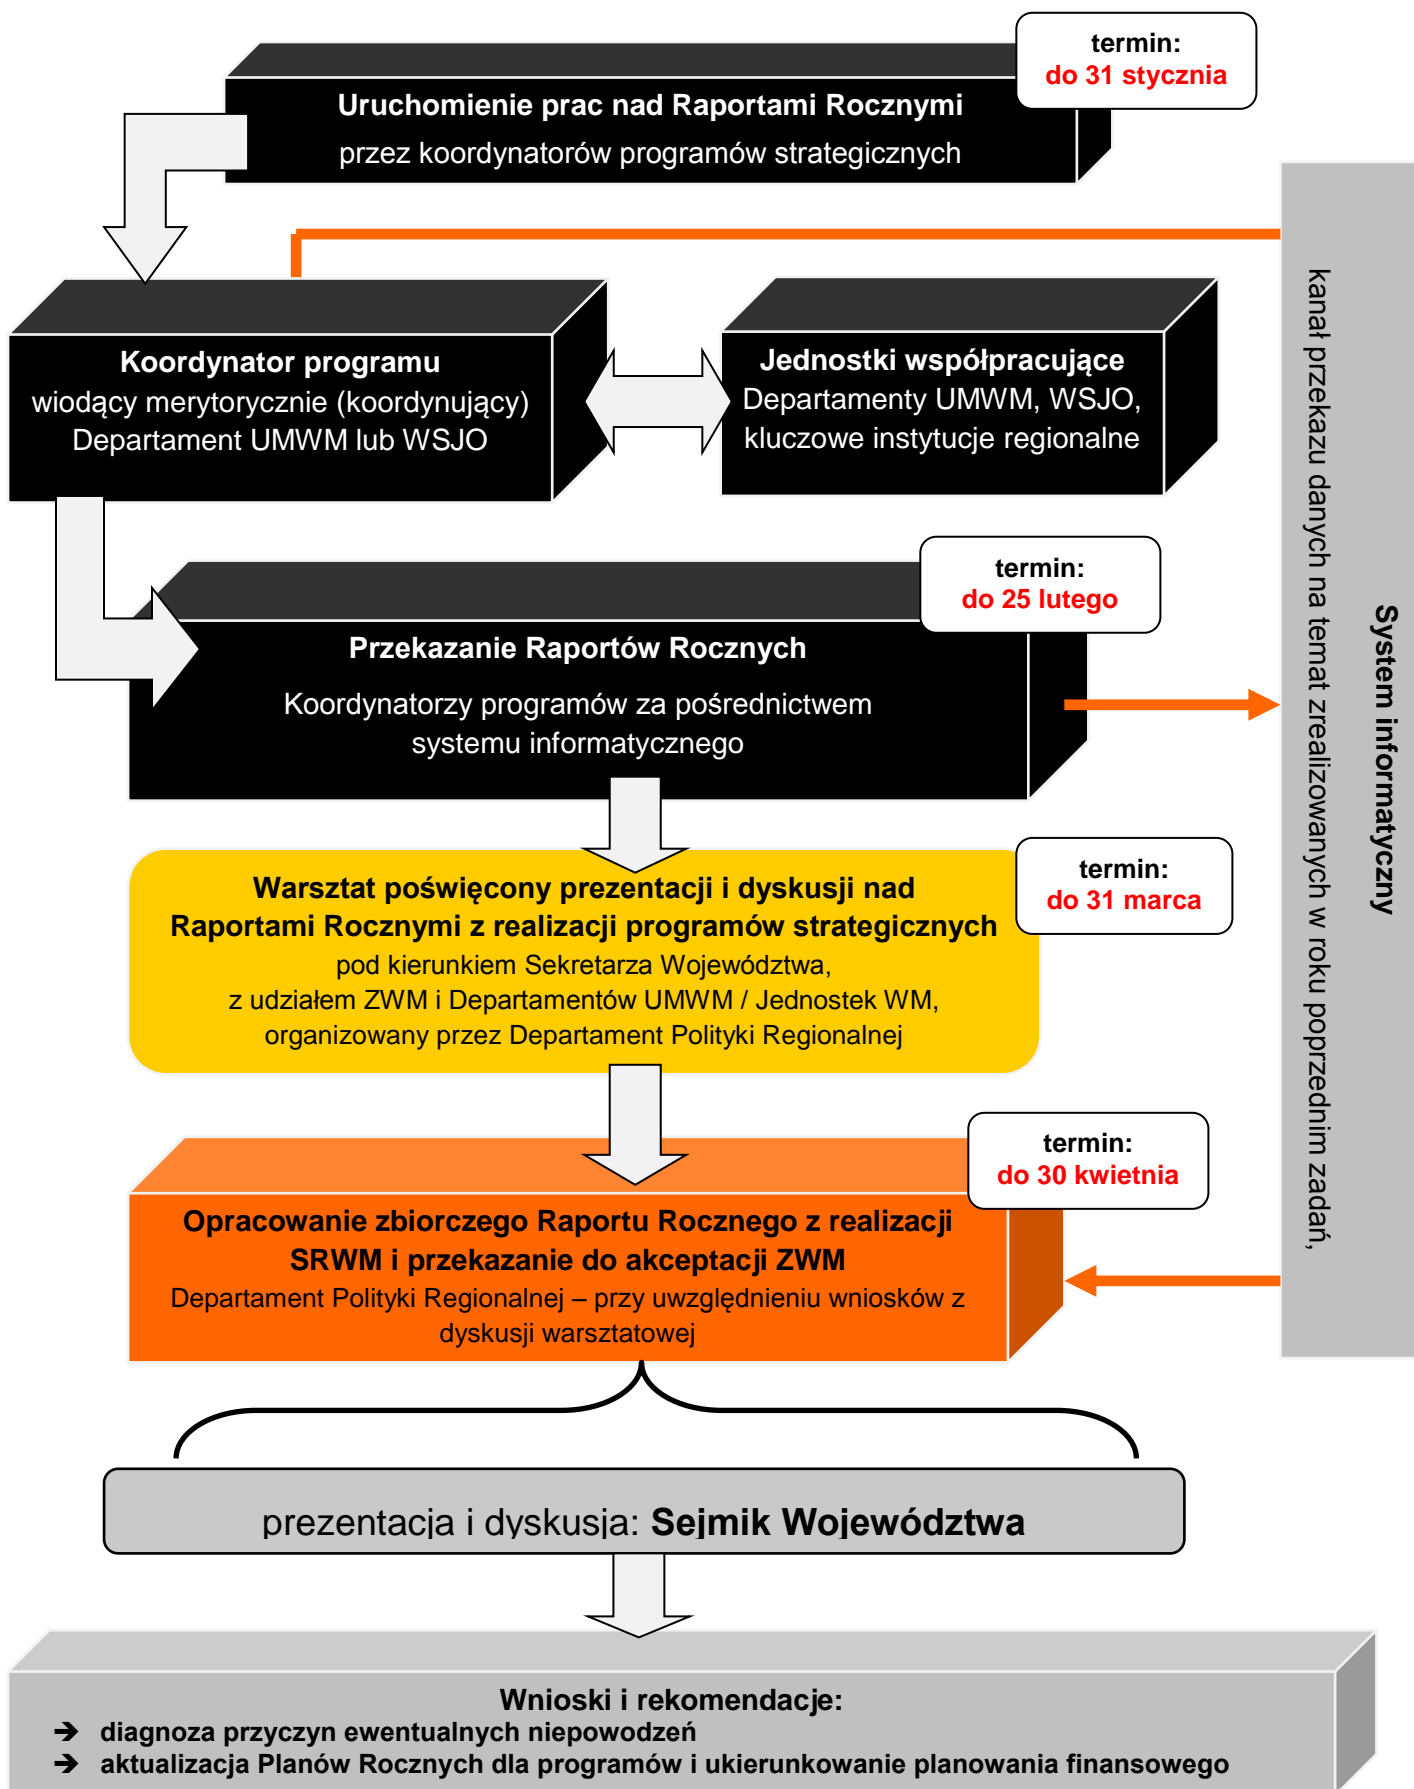 termin:
do 31 stycznia
Uruchomienie prac nad Raportami Rocznymi
przez koordynatorów programów strategicznych
Koordynator programu
wiodący merytorycznie (koordynujący)
Departament UMWM lub WSJO
Jednostki współpracujące
Departamenty UMWM, WSJO,
kluczowe instytucje regionalne
System informatyczny
kanał przekazu danych na temat zrealizowanych w roku poprzednim zadań,
termin:
do 25 lutego
Przekazanie Raportów Rocznych
Koordynatorzy programów za pośrednictwem
systemu informatycznego
termin:
do 31 marca
Warsztat poświęcony prezentacji i dyskusji nad
Raportami Rocznymi z realizacji programów strategicznych
pod kierunkiem Sekretarza Województwa,
z udziałem ZWM i Departamentów UMWM / Jednostek WM,
organizowany przez Departament Polityki Regionalnej
termin:
do 30 kwietnia
Opracowanie zbiorczego Raportu Rocznego z realizacji
SRWM i przekazanie do akceptacji ZWM
Departament Polityki Regionalnej – przy uwzględnieniu wniosków z
dyskusji warsztatowej
prezentacja i dyskusja: Sejmik Województwa
Wnioski i rekomendacje:
➔ diagnoza przyczyn ewentualnych niepowodzeń
➔ aktualizacja Planów Rocznych dla programów i ukierunkowanie planowania finansowego